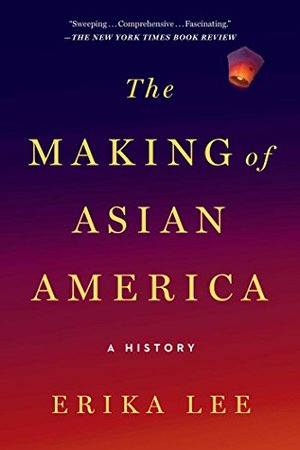 "Sweeping . . . Comprehensive . . . Fascinating."
—THE NEW YORK TIMES BOOK REVIEW
The
MAKING of
ASIAN
AMERICA
A HISTORY
ERIKA LEE